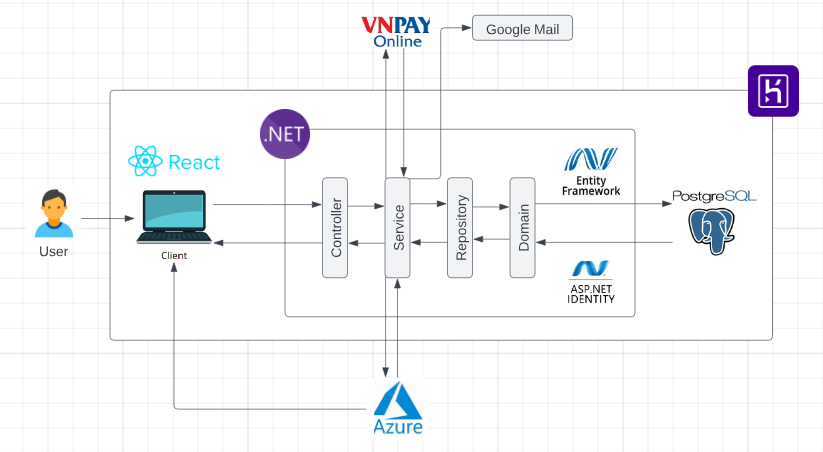 VNPAY
Online
Google Mail
.NET
React
Entity
Framework
PostgreSQL
Controller
Service
Repository
Domain
User
Client
ASP.NET
IDENTITY
Azure